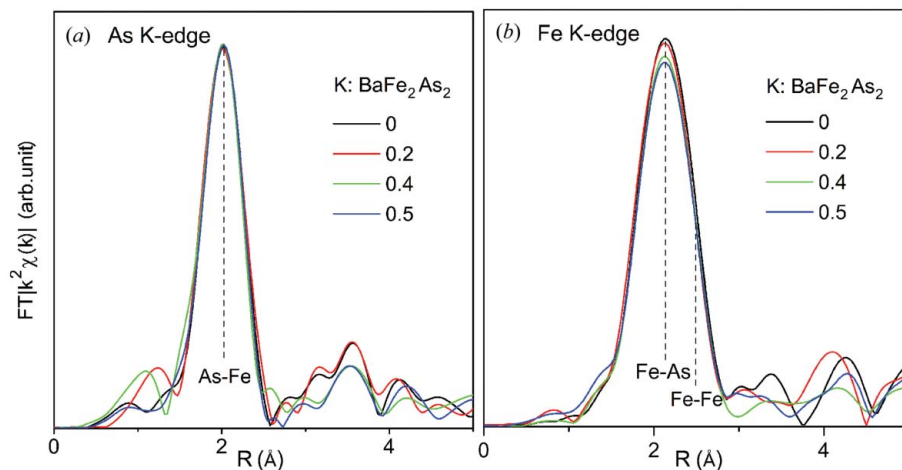 (a) As K-edge
K: BaFe₂As₂
0
0.2
0.4
0.5
As-Fe
FT|k²χ(k)| (arb.unit)
0 2 4
R (Å)
(b) Fe K-edge
K: BaFe₂As₂
0
0.2
0.4
0.5
Fe-As
Fe-Fe
0 2 4
R (Å)